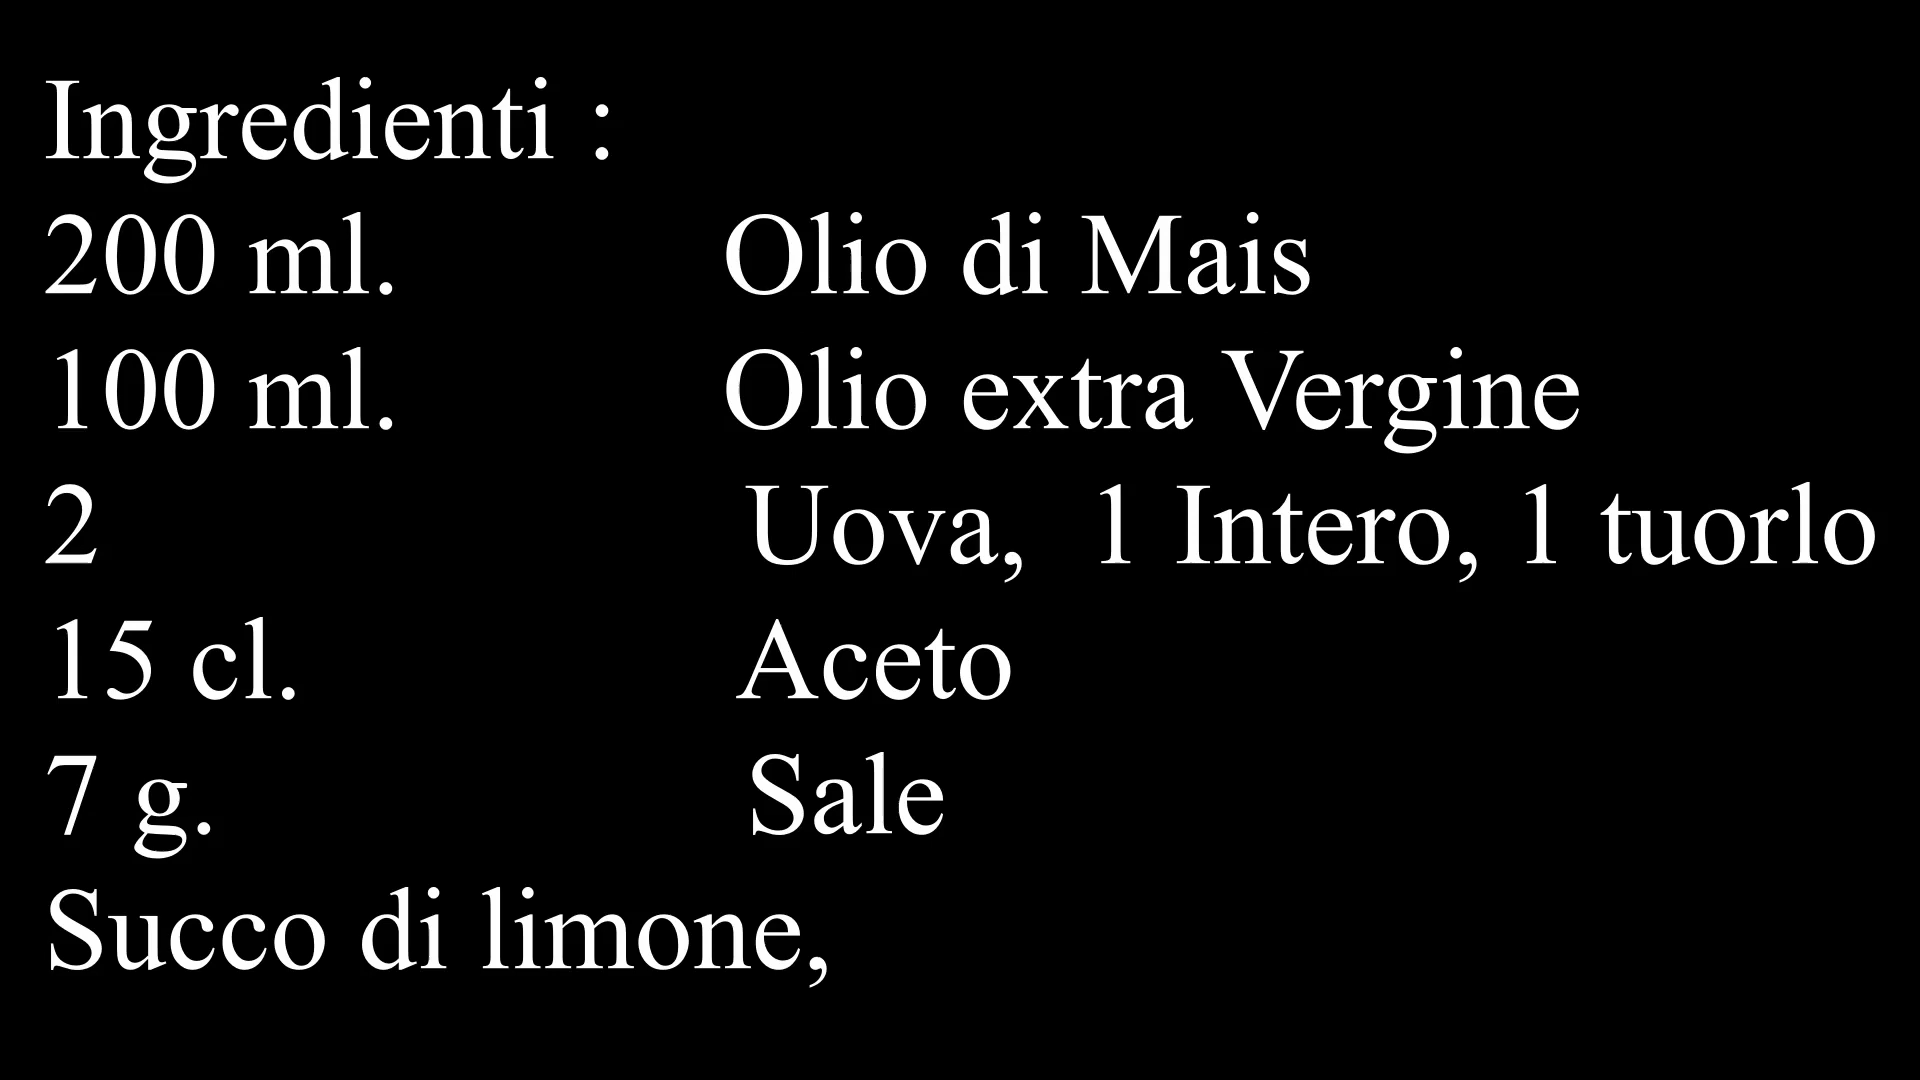 Ingredienti :
200 ml. Olio di Mais
100 ml. Olio extra Vergine
2 Uova, 1 Intero, 1 tuorlo
15 cl. Aceto
7 g. Sale
Succo di limone,